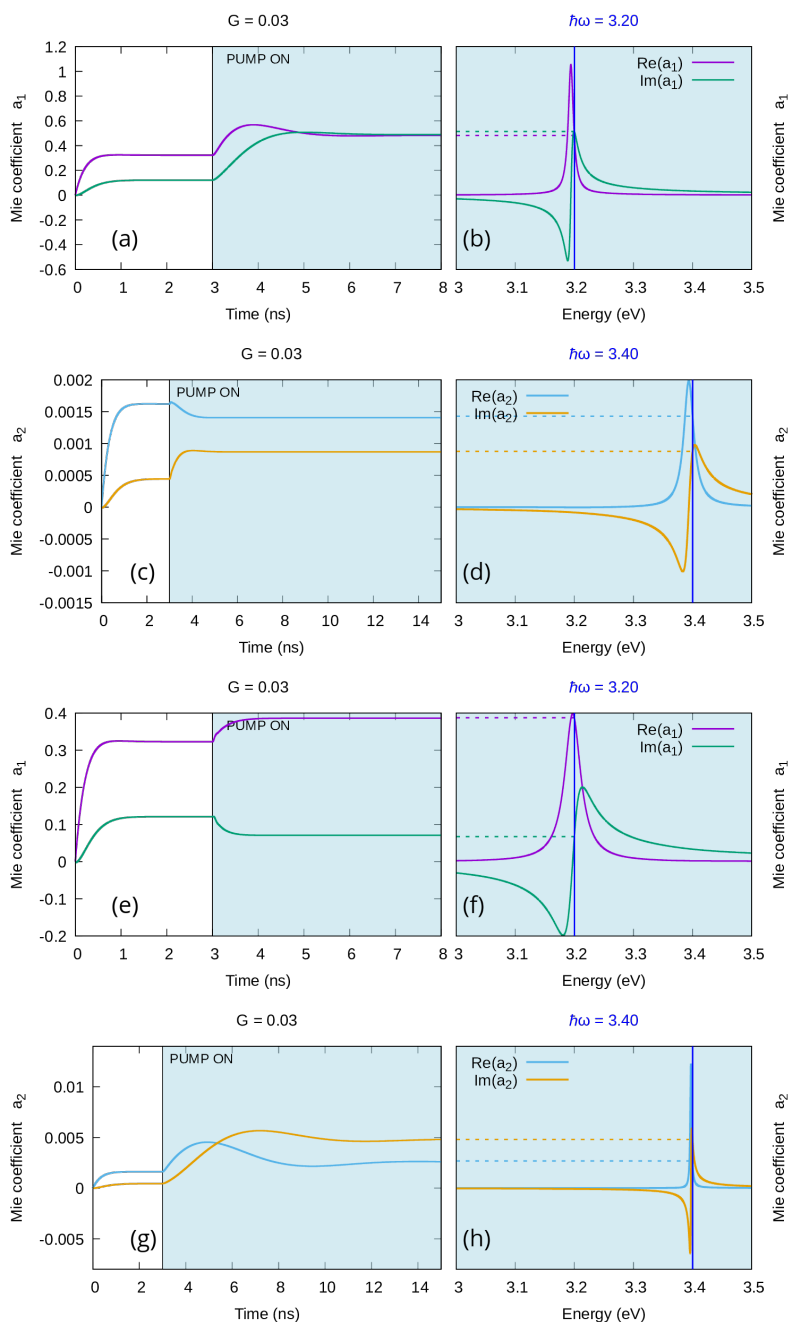 G = 0.03
ℏω = 3.20
1.2
1
0.8
0.6
0.4
0.2
0
-0.2
-0.4
-0.6
Mie coefficient a₁
PUMP ON
(a)
0 1 2 3 4 5 6 7 8
Time (ns)
Re(a₁)
Im(a₁)
(b)
Mie coefficient a₁
3 3.1 3.2 3.3 3.4 3.5
Energy (eV)
G = 0.03
ℏω = 3.40
0.002
0.0015
0.001
0.0005
0
-0.0005
-0.001
-0.0015
Mie coefficient a₂
PUMP ON
(c)
0 2 4 6 8 10 12 14
Time (ns)
Re(a₂)
Im(a₂)
(d)
Mie coefficient a₂
3 3.1 3.2 3.3 3.4 3.5
Energy (eV)
G = 0.03
ℏω = 3.20
0.4
0.3
0.2
0.1
0
-0.1
-0.2
Mie coefficient a₁
PUMP ON
(e)
0 1 2 3 4 5 6 7 8
Time (ns)
Re(a₁)
Im(a₁)
(f)
Mie coefficient a₁
3 3.1 3.2 3.3 3.4 3.5
Energy (eV)
G = 0.03
ℏω = 3.40
0.01
0.005
0
-0.005
Mie coefficient a₂
PUMP ON
(g)
0 2 4 6 8 10 12 14
Time (ns)
Re(a₂)
Im(a₂)
(h)
Mie coefficient a₂
3 3.1 3.2 3.3 3.4 3.5
Energy (eV)